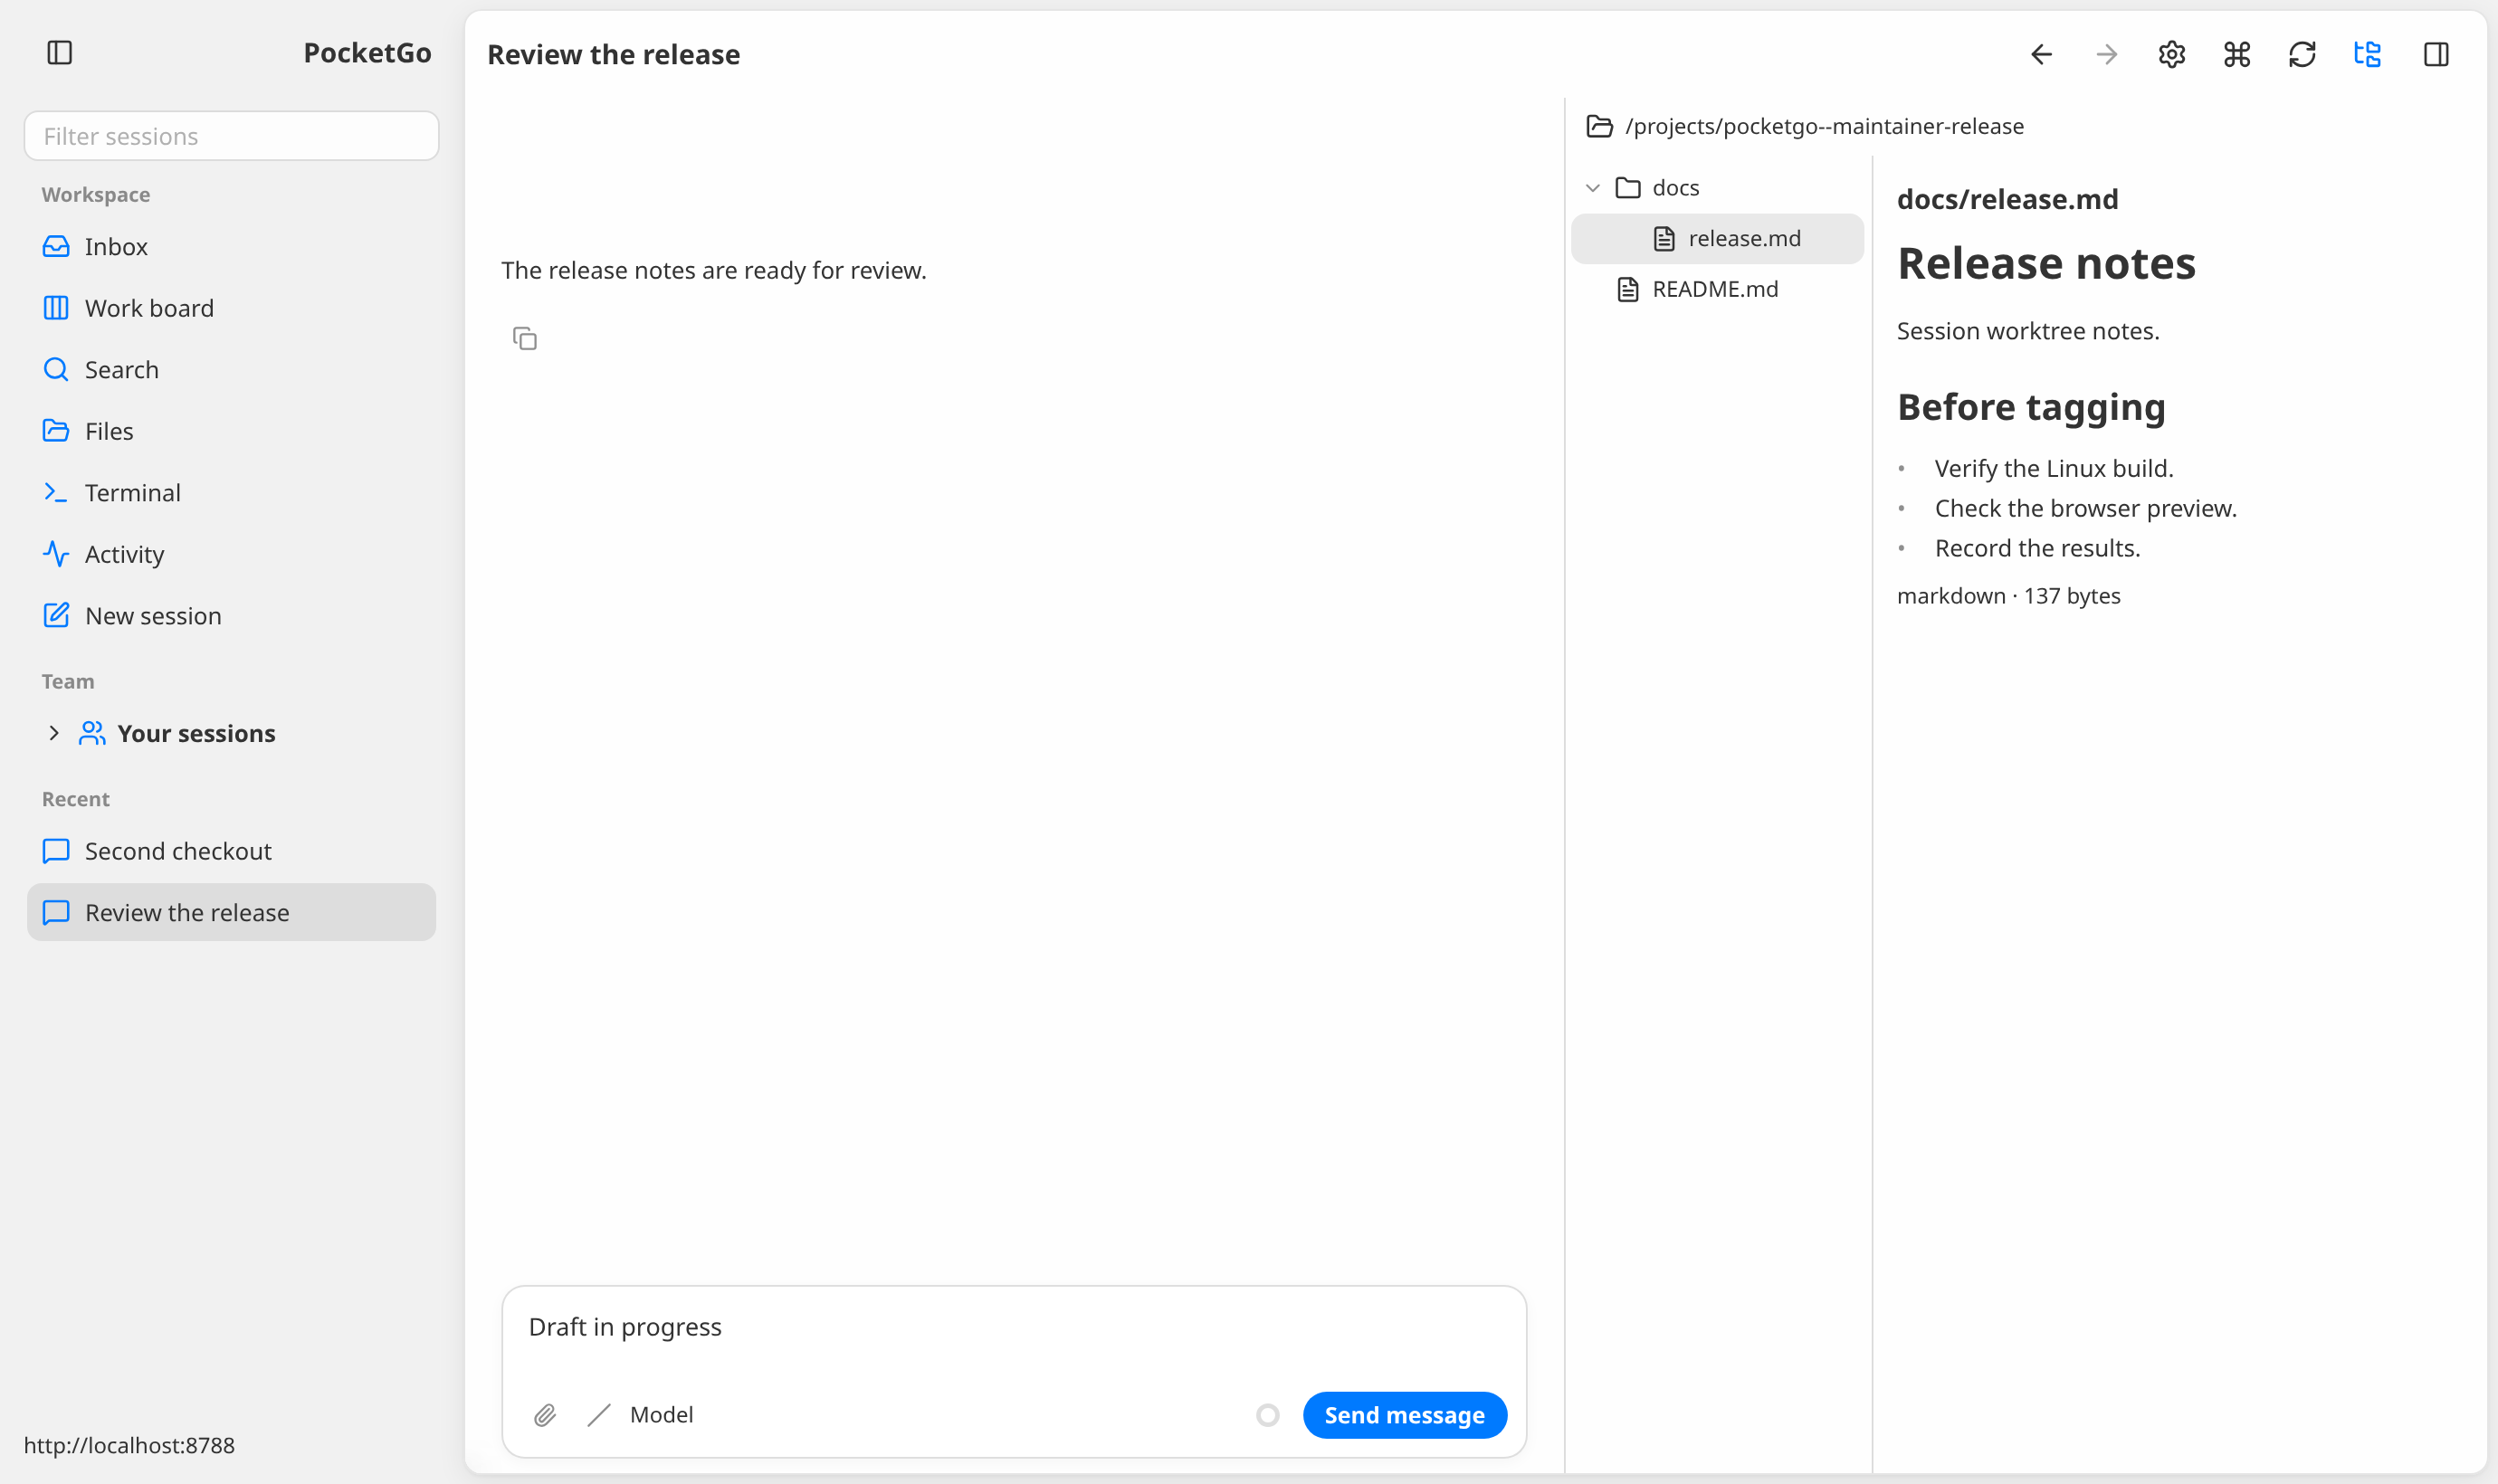 PocketGo
Filter sessions
Workspace
Inbox
Work board
Search
Files
Terminal
Activity
New session
Team
Your sessions
Recent
Second checkout
Review the release
http://localhost:8788
Review the release
The release notes are ready for review.
Draft in progress
Model
Send message
/projects/pocketgo--maintainer-release
docs
release.md
README.md
docs/release.md
Release notes
Session worktree notes.
Before tagging
• Verify the Linux build.
• Check the browser preview.
• Record the results.
markdown · 137 bytes